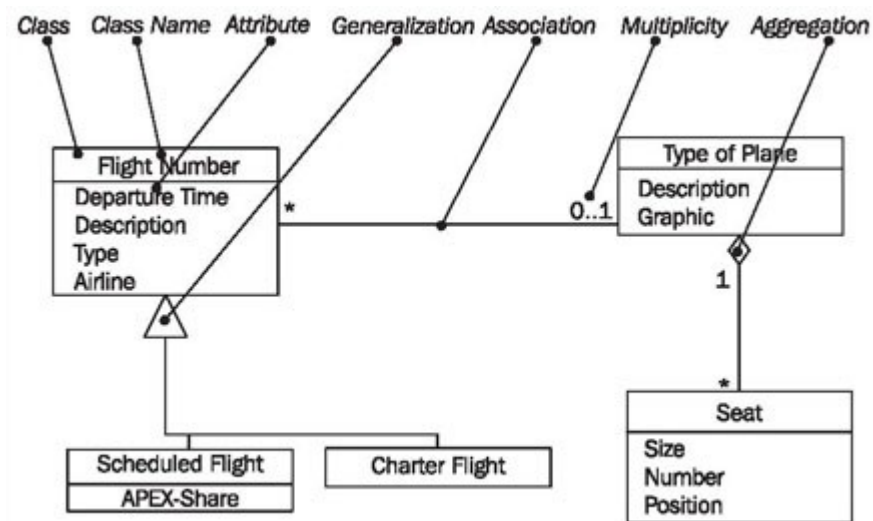 Class Class Name Attribute Generalization Association Multiplicity Aggregation
Flight Number
Departure Time
Description
Type
Airline
*
0..1
Type of Plane
Description
Graphic
1
*
Seat
Size
Number
Position
Scheduled Flight
APEX-Share
Charter Flight